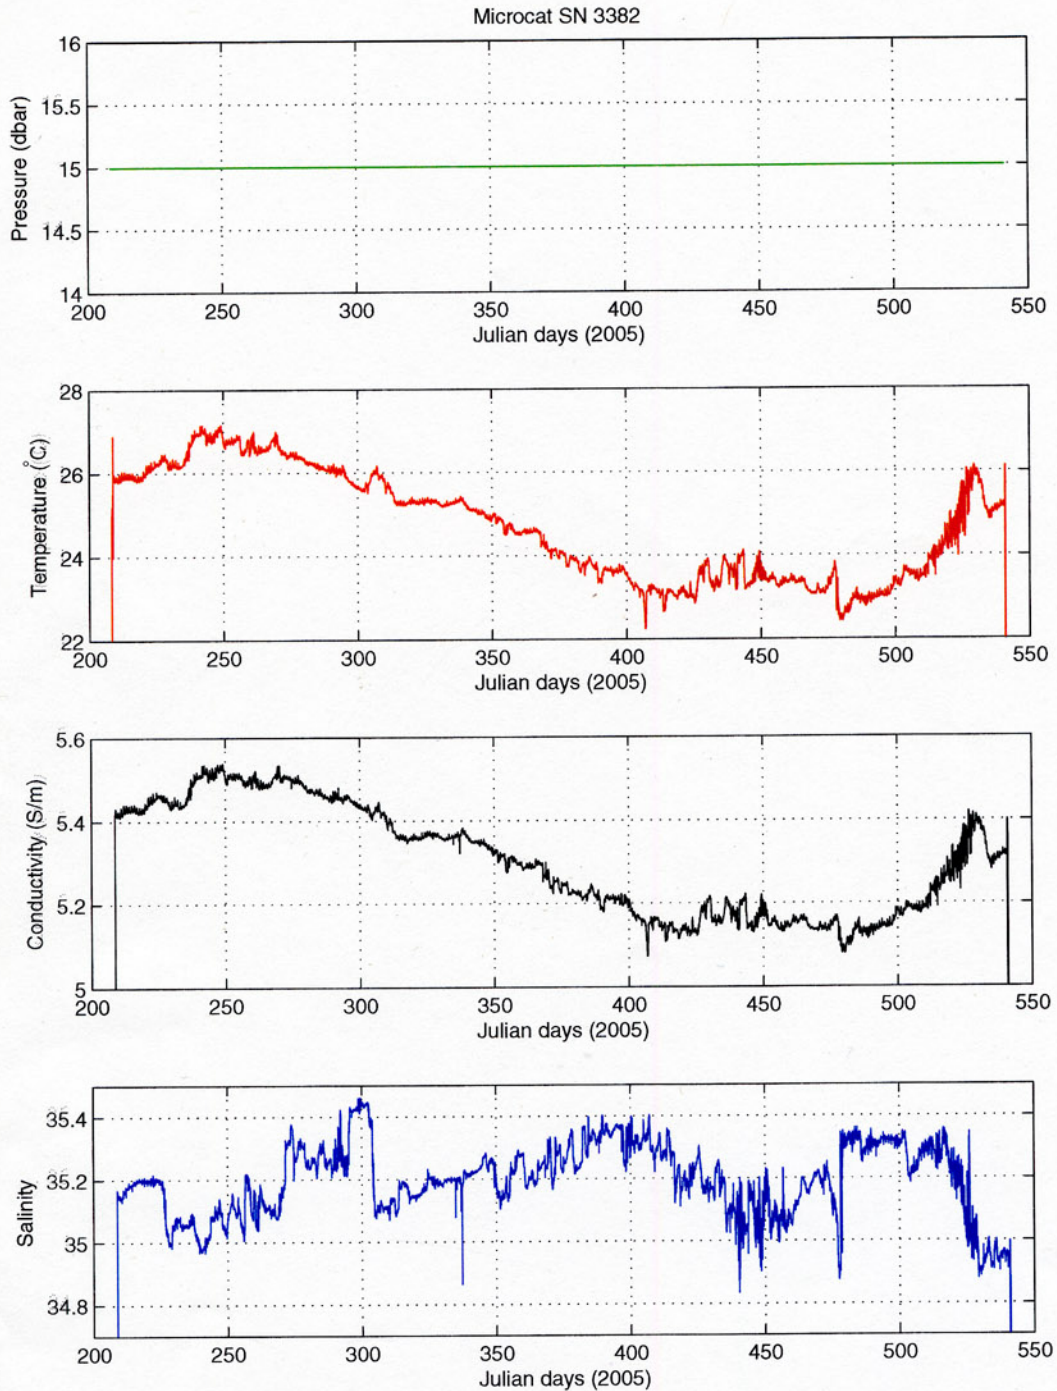 Microcat SN 3382
16
15.5
15
14.5
14
Pressure (dbar)
200 250 300 350 400 450 500 550
Julian days (2005)
28
26
24
22
Temperature (°C)
200 250 300 350 400 450 500 550
Julian days (2005)
5.6
5.4
5.2
5
Conductivity (S/m)
200 250 300 350 400 450 500 550
Julian days (2005)
35.4
35.2
35
34.8
Salinity
200 250 300 350 400 450 500 550
Julian days (2005)